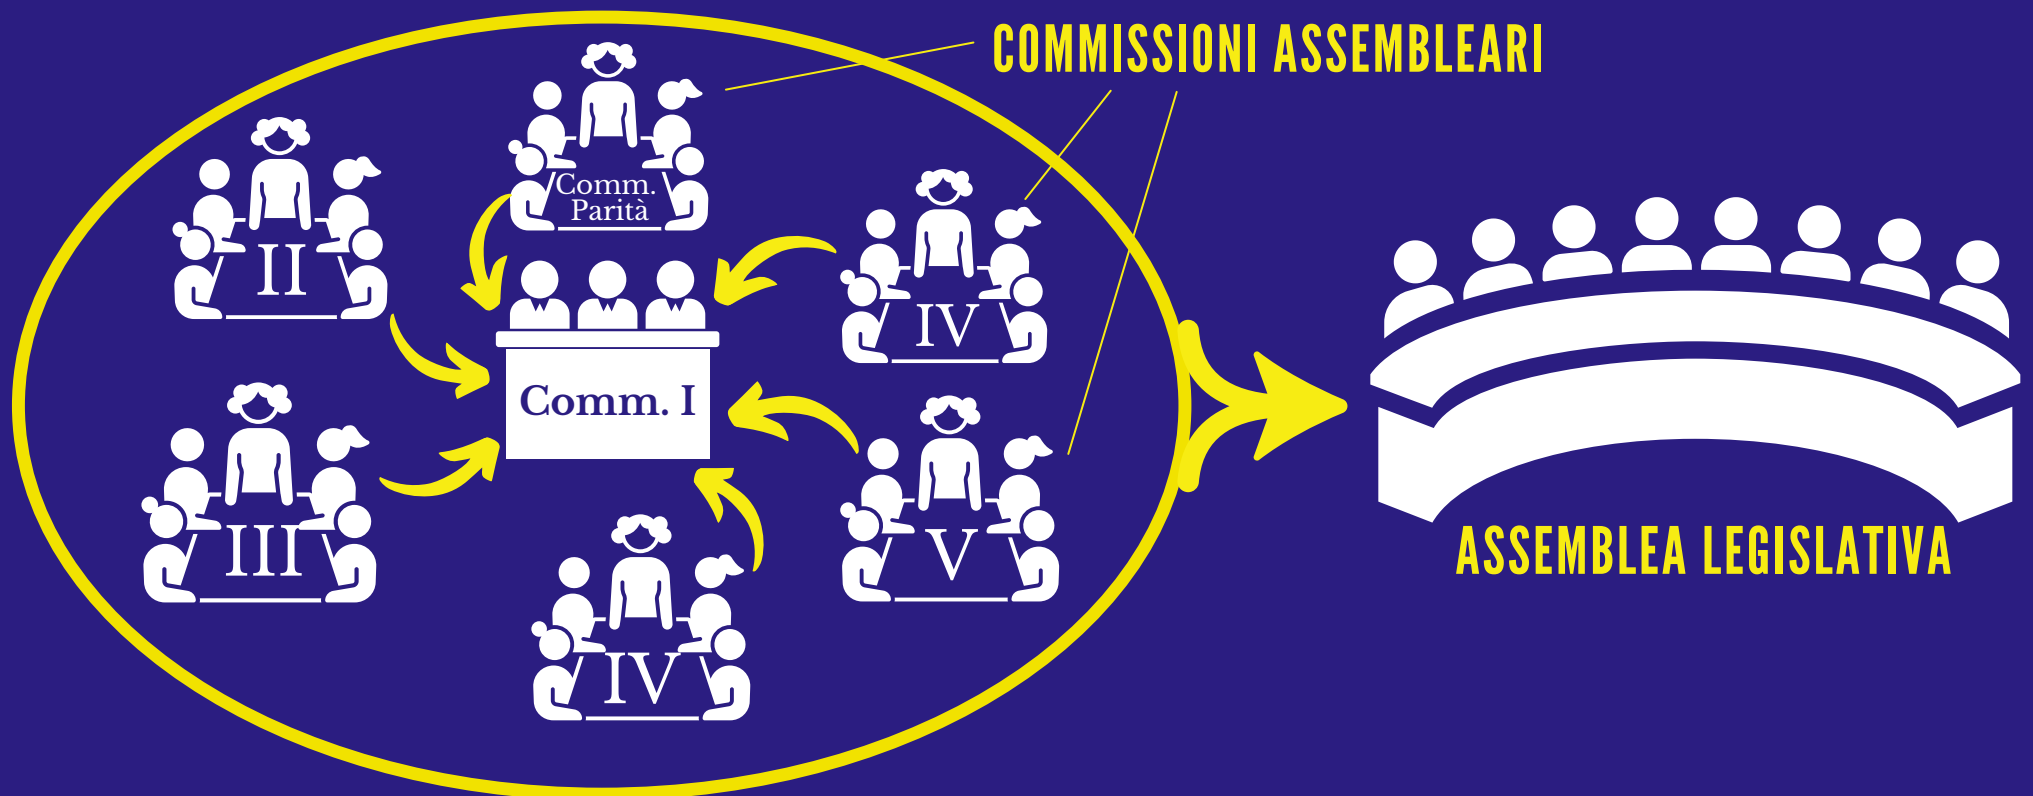 COMMISSIONI ASSEMBLEARI
Comm.
Parità
II
IV
Comm. I
III
V
IV
ASSEMBLEA LEGISLATIVA